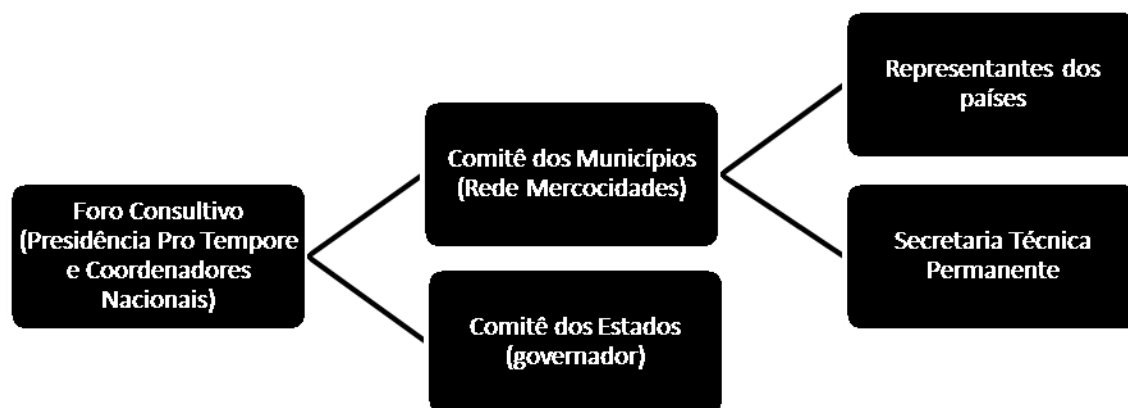 Foro Consultivo
(Presidência Pro Tempore
e Coordenadores
Nacionais)
Comitê dos Municípios
(Rede Mercocidades)
Comitê dos Estados
(governador)
Representantes dos
países
Secretaria Técnica
Permanente